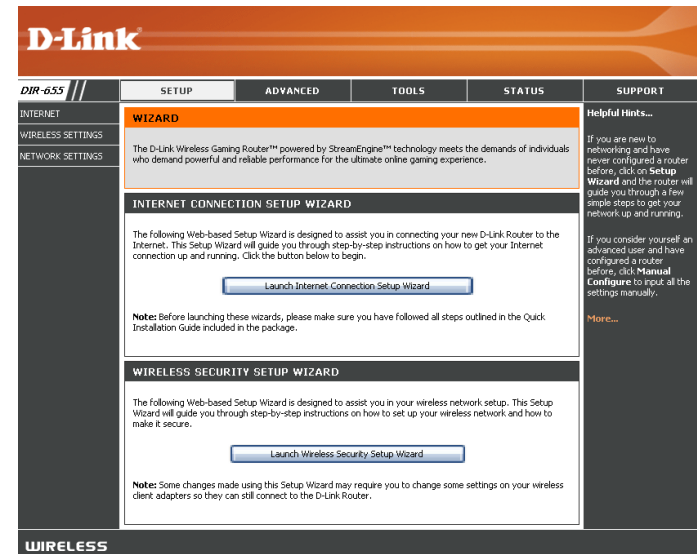 D-Link
DIR-655
SETUP
ADVANCED
TOOLS
STATUS
SUPPORT
INTERNET
WIRELESS SETTINGS
NETWORK SETTINGS
WIZARD
The D-Link Wireless Gaming Router™ powered by StreamEngine™ technology meets the demands of individuals
who demand powerful and reliable performance for the ultimate online gaming experience.
INTERNET CONNECTION SETUP WIZARD
The following Web-based Setup Wizard is designed to assist you in connecting your new D-Link Router to the
Internet. This Setup Wizard will guide you through step-by-step instructions on how to get your Internet
connection up and running. Click the button below to begin.
Launch Internet Connection Setup Wizard
Note: Before launching these wizards, please make sure you have followed all steps outlined in the Quick
Installation Guide included in the package.
WIRELESS SECURITY SETUP WIZARD
The following Web-based Setup Wizard is designed to assist you in your wireless network setup. This Setup
Wizard will guide you through step-by-step instructions on how to set up your wireless network and how to
make it secure.
Launch Wireless Security Setup Wizard
Note: Some changes made using this Setup Wizard may require you to change some settings on your wireless
client adapters so they can still connect to the D-Link Router.
Helpful Hints...
If you are new to
networking and have
never configured a router
before, click on Setup
Wizard and the router will
guide you through a few
simple steps to get your
network up and running.
If you consider yourself an
advanced user and have
configured a router
before, click Manual
Configure to input all the
settings manually.
More...
WIRELESS